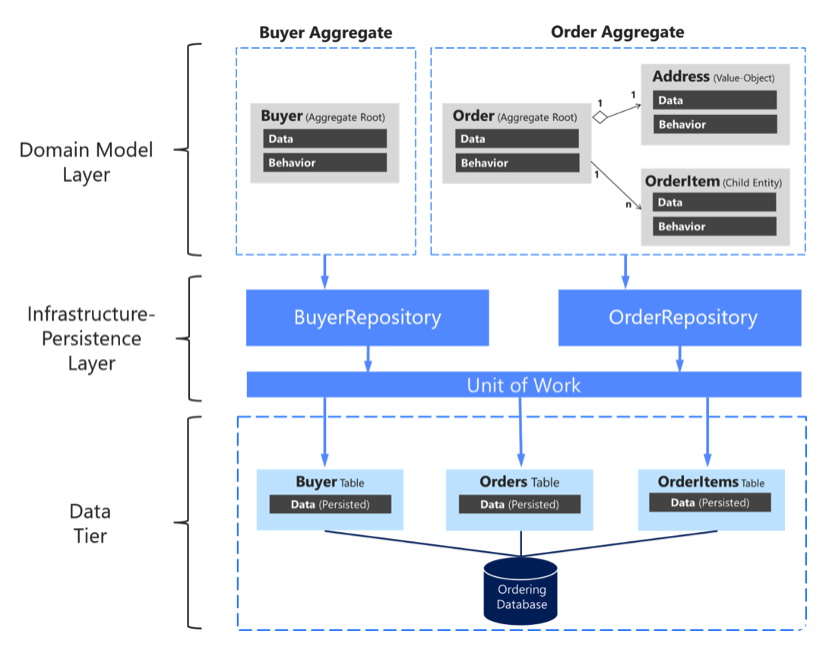 Buyer Aggregate
Order Aggregate
Domain Model
Layer
Buyer (Aggregate Root)
Data
Behavior
Order (Aggregate Root)
Data
Behavior
1
1
1
n
Address (Value-Object)
Data
Behavior
OrderItem (Child Entity)
Data
Behavior
Infrastructure-
Persistence
Layer
BuyerRepository
OrderRepository
Unit of Work
Data
Tier
Buyer Table
Data (Persisted)
Orders Table
Data (Persisted)
OrderItems Table
Data (Persisted)
Ordering
Database